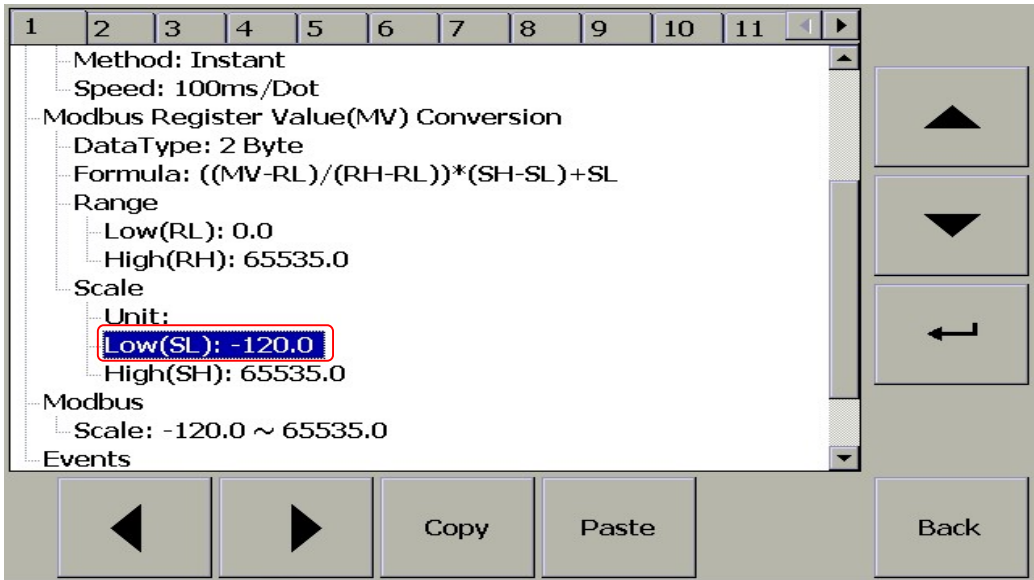 1 2 3 4 5 6 7 8 9 10 11
Method: Instant
Speed: 100ms/Dot
Modbus Register Value(MV) Conversion
DataType: 2 Byte
Formula: ((MV-RL)/(RH-RL))*(SH-SL)+SL
Range
Low(RL): 0.0
High(RH): 65535.0
Scale
Unit:
Low(SL): -120.0
High(SH): 65535.0
Modbus
Scale: -120.0 ~ 65535.0
Events
Copy Paste Back